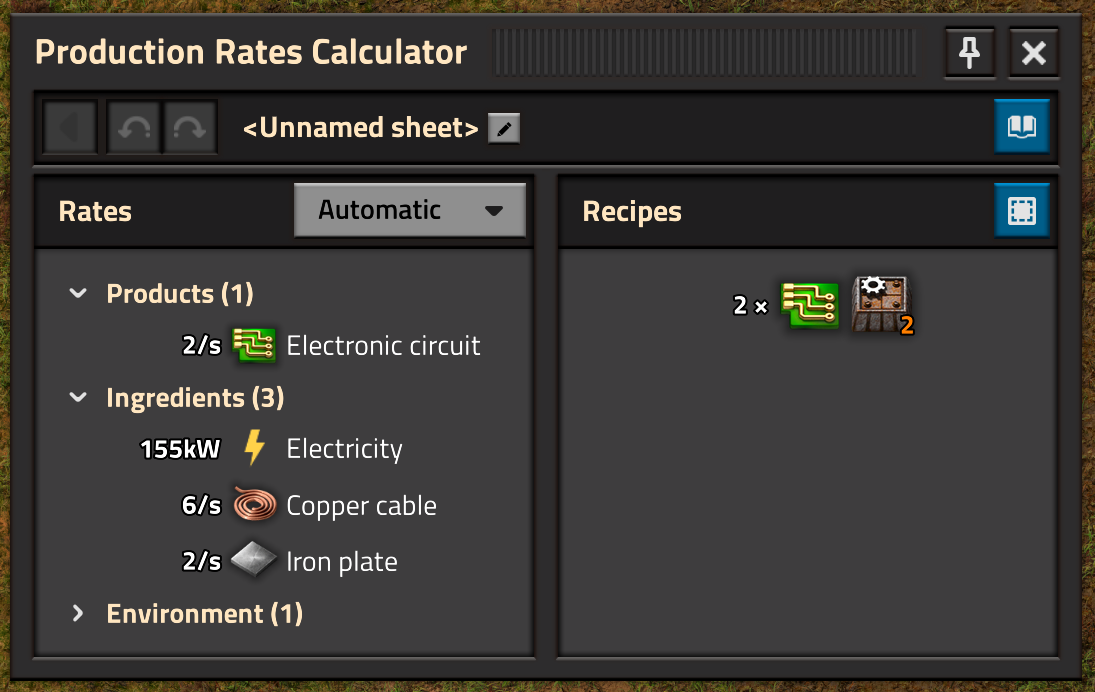 Production Rates Calculator
<Unnamed sheet>
Rates
Automatic
Recipes
Products (1)
2/s Electronic circuit
Ingredients (3)
155kW Electricity
6/s Copper cable
2/s Iron plate
Environment (1)
2 ×
2